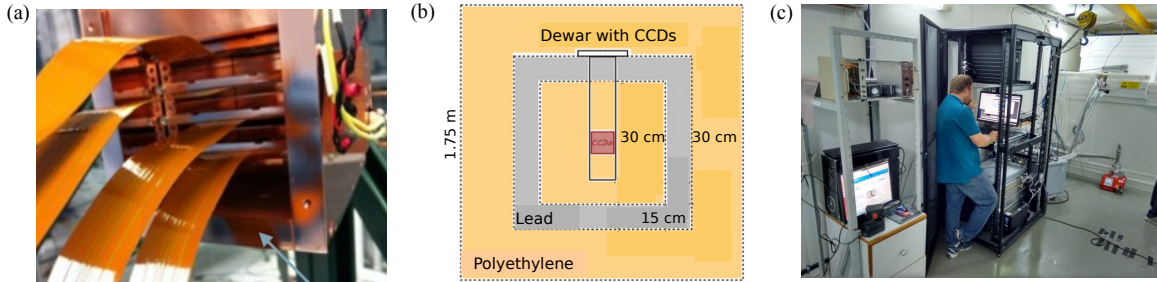 (a)
(b)
(c)
Dewar with CCDs
1.75 m
CCDs
30 cm
30 cm
Lead
15 cm
Polyethylene